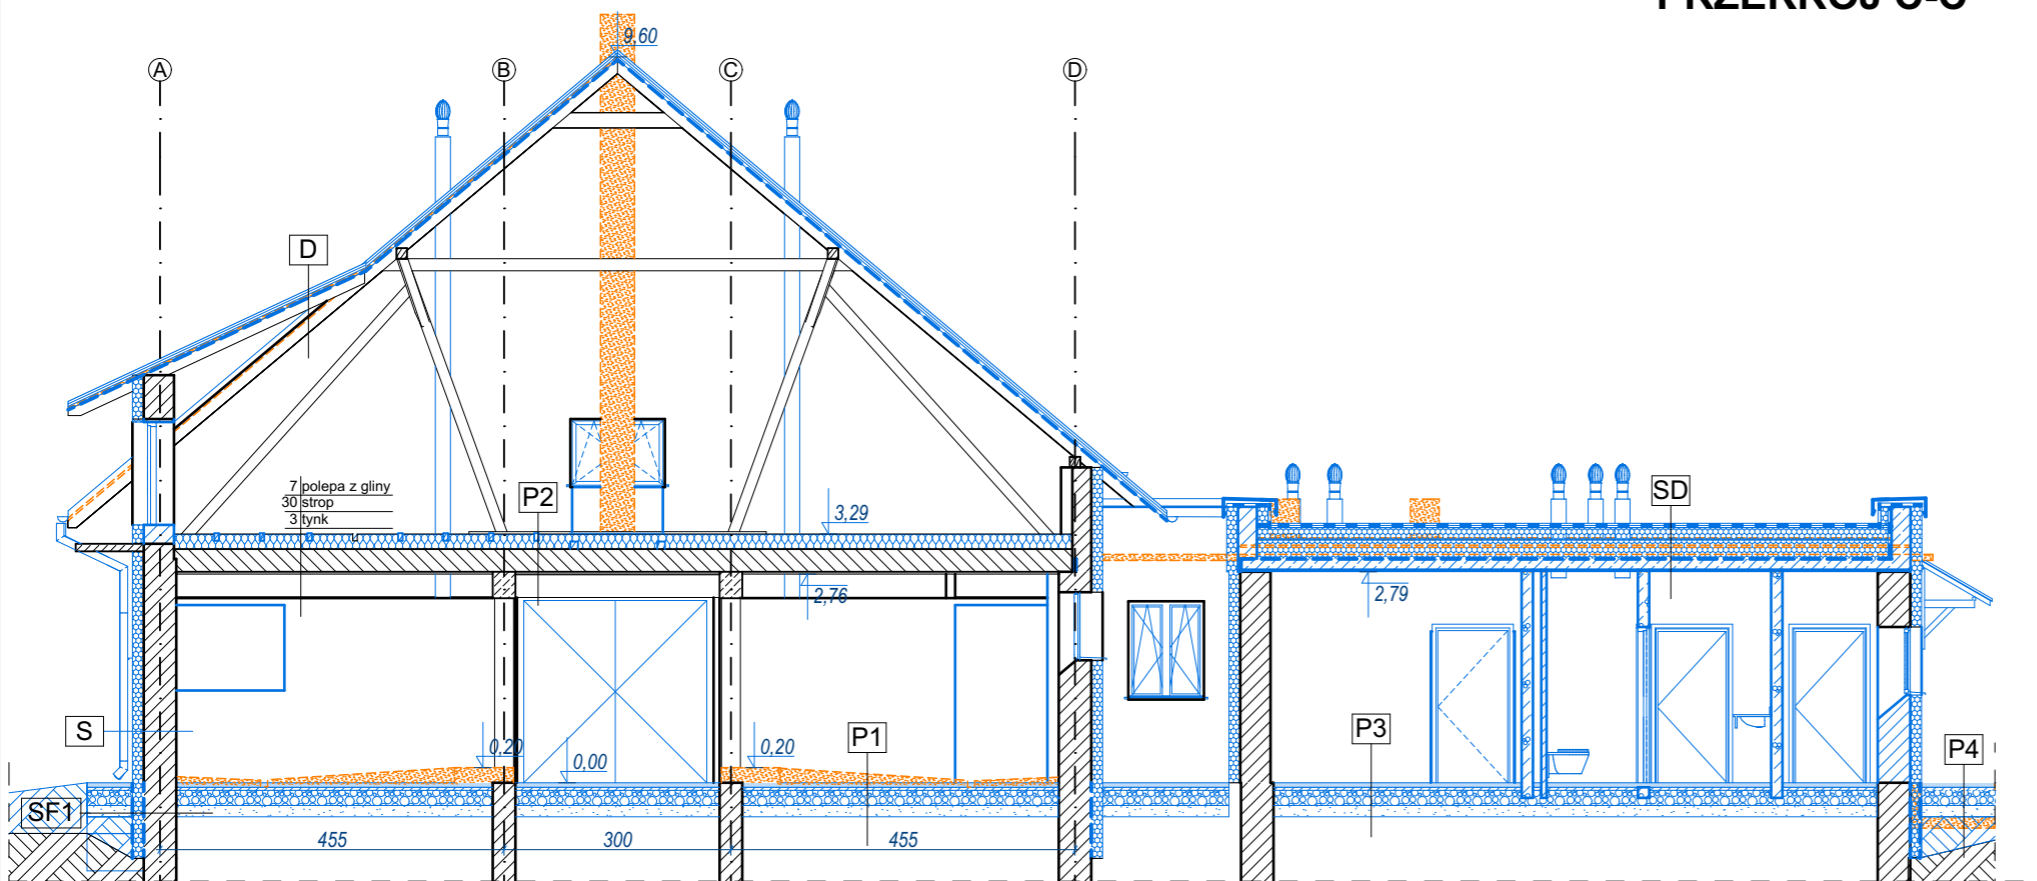 PRZEKRÓJ C-C
9,60
A
B
C
D
D
7 polepa z gliny
30 strop
3 tynk
P2
3,29
SD
2,76
2,79
S
0,20
0,00
0,20
P1
P3
P4
SF1
455
300
455